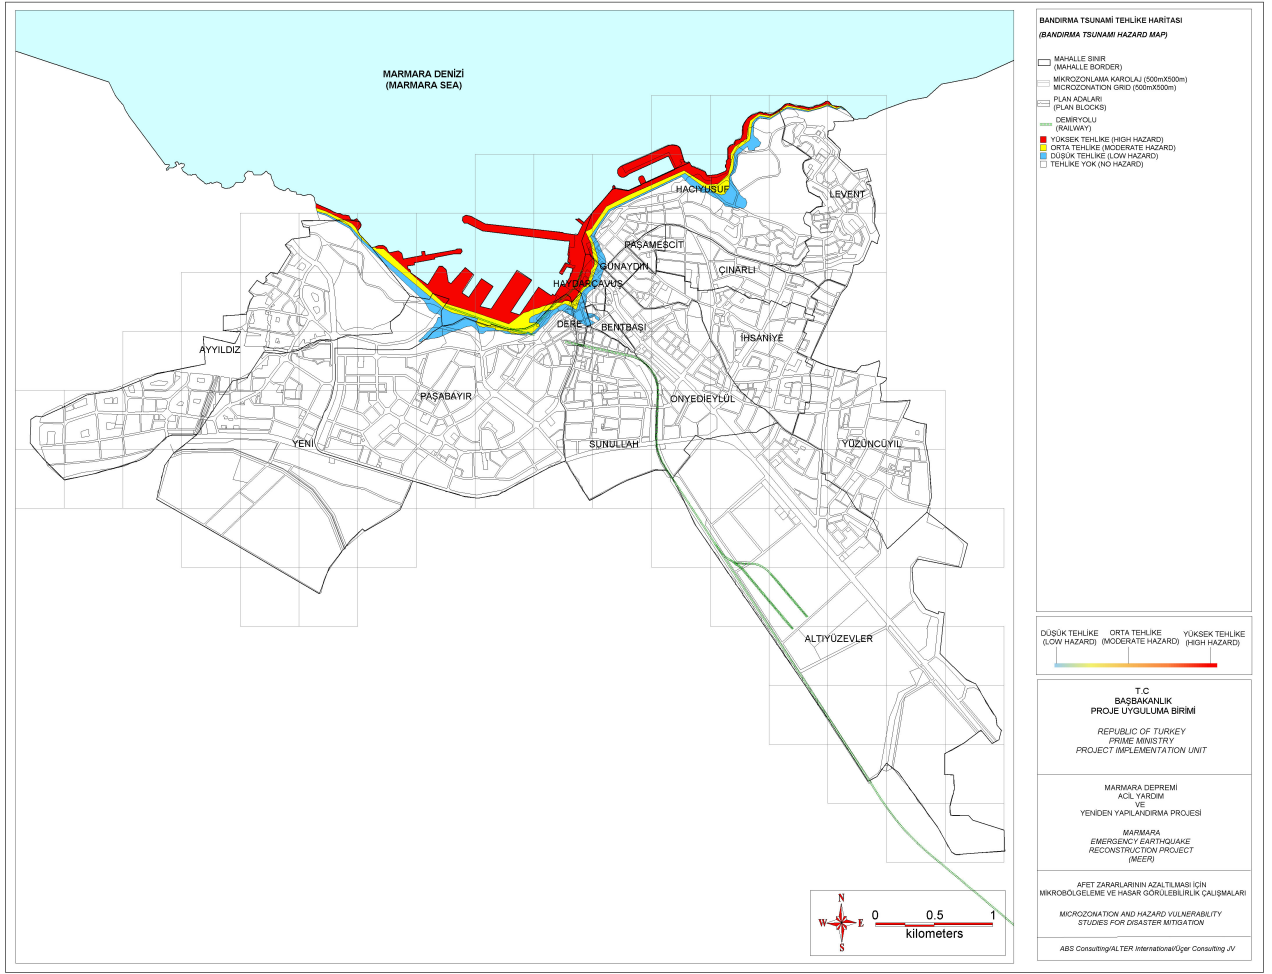 MARMARA DENİZİ
(MARMARA SEA)
HACIYUSUF
LEVENT
PAŞAMESCİT
GÜNAYDIN
ÇINARLI
HAYDARÇAVUŞ
DERE
BENTBAŞI
İHSANİYE
AYYILDIZ
PAŞABAYIR
ONYEDİEYLÜL
YENİ
SUNULLAH
YÜZÜNCÜYIL
ALTIYÜZEVLER
N
W
E
S
0 0.5 1
kilometers
BANDIRMA TSUNAMİ TEHLİKE HARİTASI
(BANDIRMA TSUNAMI HAZARD MAP)
MAHALLE SINIR
(MAHALLE BORDER)
MİKROZONLAMA KAROLAJ (500mX500m)
MICROZONATION GRID (500mX500m)
PLAN ADALARI
(PLAN BLOCKS)
DEMİRYOLU
(RAILWAY)
YÜKSEK TEHLİKE (HIGH HAZARD)
ORTA TEHLİKE (MODERATE HAZARD)
DÜŞÜK TEHLİKE (LOW HAZARD)
TEHLİKE YOK (NO HAZARD)
DÜŞÜK TEHLİKE ORTA TEHLİKE YÜKSEK TEHLİKE
(LOW HAZARD) (MODERATE HAZARD) (HIGH HAZARD)
T.C
BAŞBAKANLIK
PROJE UYGULUMA BİRİMİ
REPUBLIC OF TURKEY
PRIME MINISTRY
PROJECT IMPLEMENTATION UNIT
MARMARA DEPREMİ
ACİL YARDIM
VE
YENİDEN YAPILANDIRMA PROJESİ
MARMARA
EMERGENCY EARTHQUAKE
RECONSTRUCTION PROJECT
(MEER)
AFET ZARARLARININ AZALTILMASI İÇİN
MİKROBÖLGELEME VE HASAR GÖRÜLEBİLİRLİK ÇALIŞMALARI
MICROZONATION AND HAZARD VULNERABILITY
STUDIES FOR DISASTER MITIGATION
ABS Consulting/ALTER International/Üçer Consulting JV